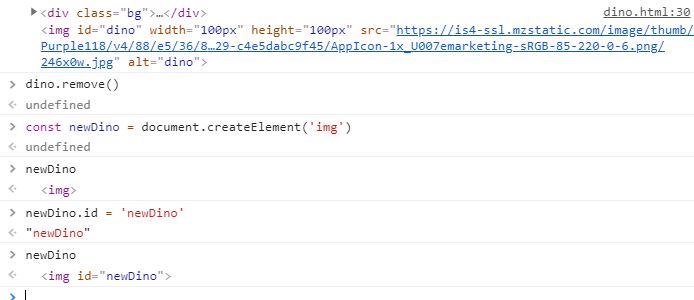 <div class="bg">…</div> dino.html:30
<img id="dino" width="100px" height="100px" src="https://is4-ssl.mzstatic.com/image/thumb/
Purple118/v4/88/e5/36/8…29-c4e5dabc9f45/AppIcon-1x_U007emarketing-sRGB-85-220-0-6.png/
246x0w.jpg" alt="dino">
dino.remove()
undefined
const newDino = document.createElement('img')
undefined
newDino
<img>
newDino.id = 'newDino'
"newDino"
newDino
<img id="newDino">